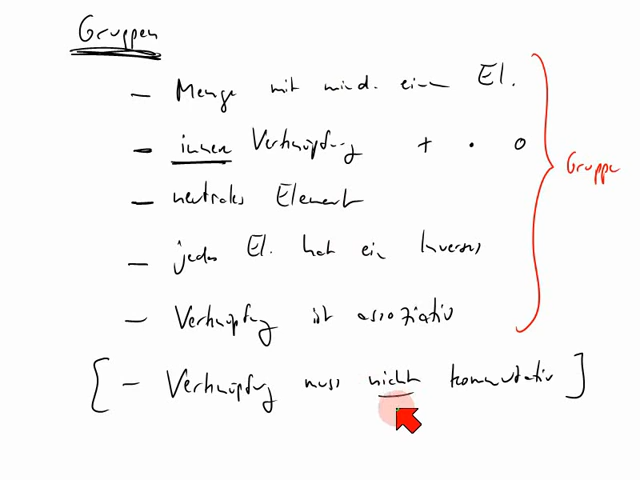 Gruppen
– Menge mit mind. einem El.
– innere Verknüpfung + · ∘
– neutrales Element
– jedes El. hat ein Inverses
– Verknüpfung ist assoziativ
Gruppe
[ – Verknüpfung muss nicht kommutativ ]